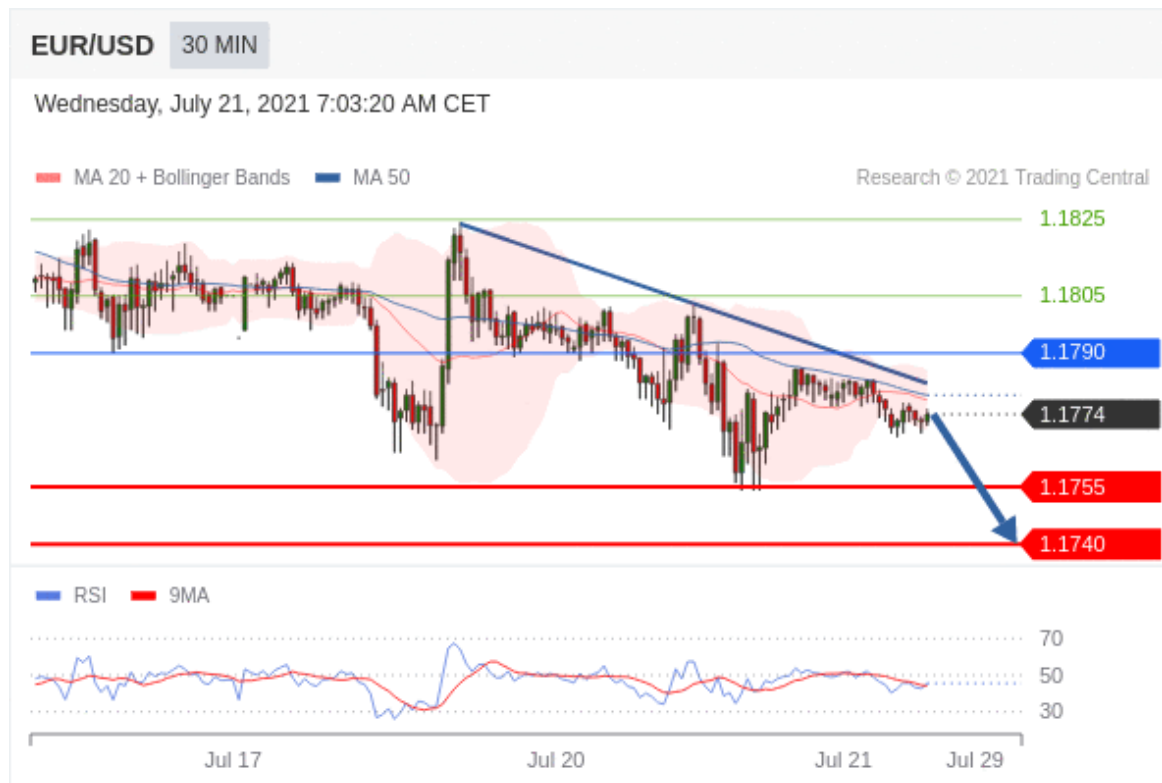 EUR/USD 30 MIN
Wednesday, July 21, 2021 7:03:20 AM CET
MA 20 + Bollinger Bands MA 50 Research © 2021 Trading Central
1.1825
1.1805
1.1790
1.1774
1.1755
1.1740
RSI 9MA
70
50
30
Jul 17 Jul 20 Jul 21 Jul 29